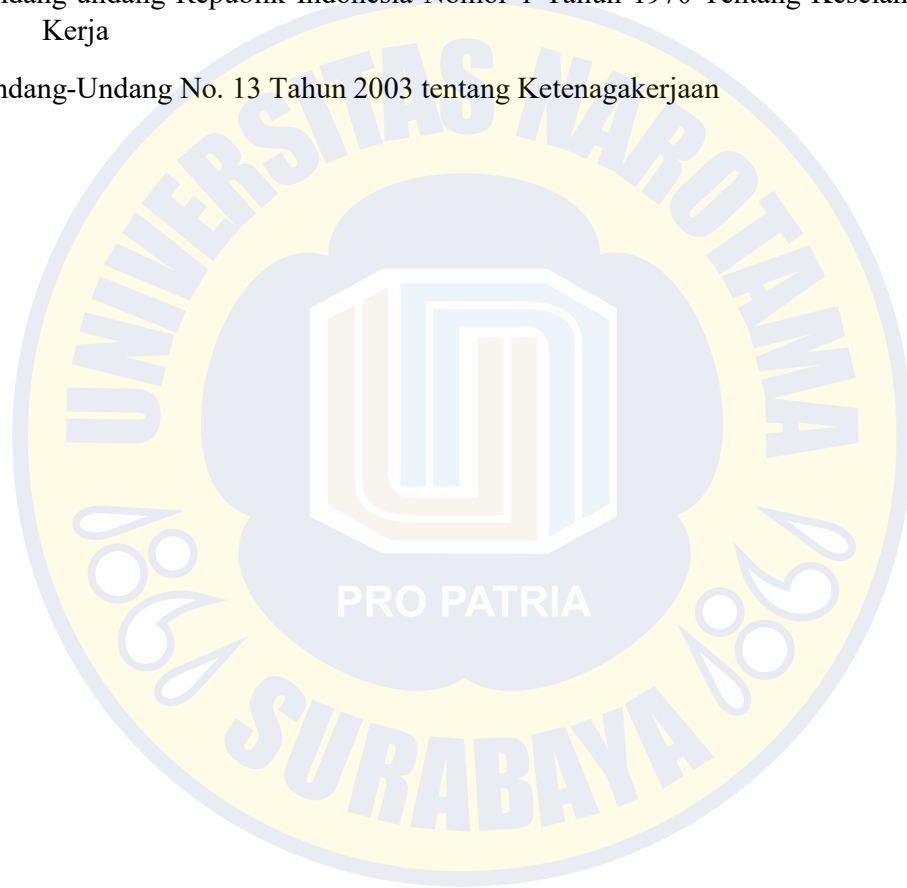 ndang-undang Republik Indonesia Nomor 1 Tahun 1970 Tentang
Kerja
ndang-Undang No. 13 Tahun 2003 tentang Ketenagakerjaan
UNIVERSITAS NAROTAMA
PRO PATRIA
SURABAYA